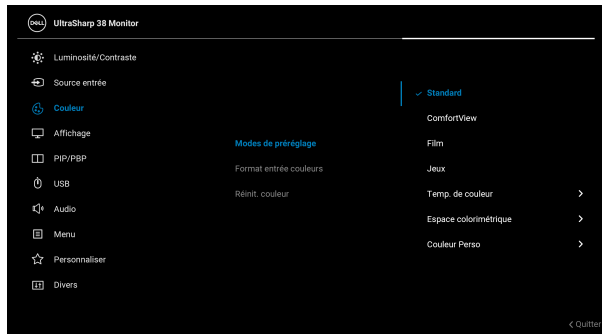 DELL UltraSharp 38 Monitor
Luminosité/Contraste
Source entrée
Couleur
Affichage
PIP/PBP
USB
Audio
Menu
Personnaliser
Divers
Modes de préréglage
Format entrée couleurs
Réinit. couleur
Standard
ComfortView
Film
Jeux
Temp. de couleur
Espace colorimétrique
Couleur Perso
Quitter